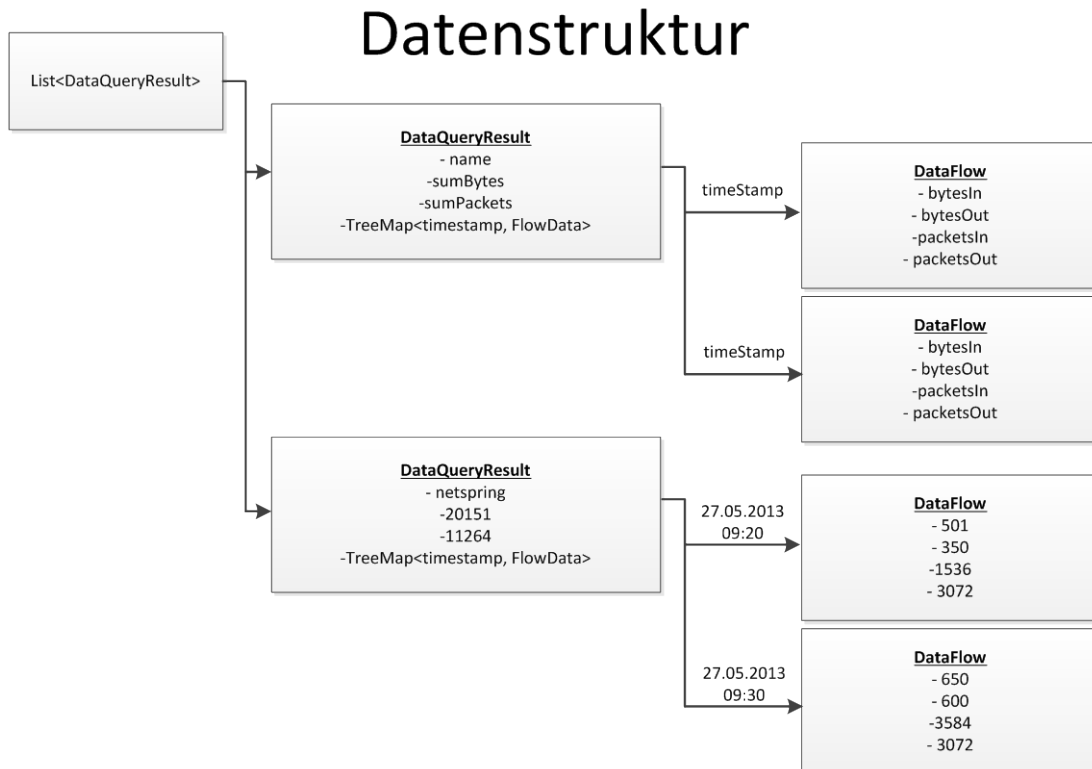 Datenstruktur
List<DataQueryResult>
DataQueryResult
- name
-sumBytes
-sumPackets
-TreeMap<timestamp, FlowData>
timeStamp
DataFlow
- bytesIn
- bytesOut
-packetsIn
- packetsOut
timeStamp
DataFlow
- bytesIn
- bytesOut
-packetsIn
- packetsOut
DataQueryResult
- netspring
-20151
-11264
-TreeMap<timestamp, FlowData>
27.05.2013
09:20
DataFlow
- 501
- 350
-1536
- 3072
27.05.2013
09:30
DataFlow
- 650
- 600
-3584
- 3072